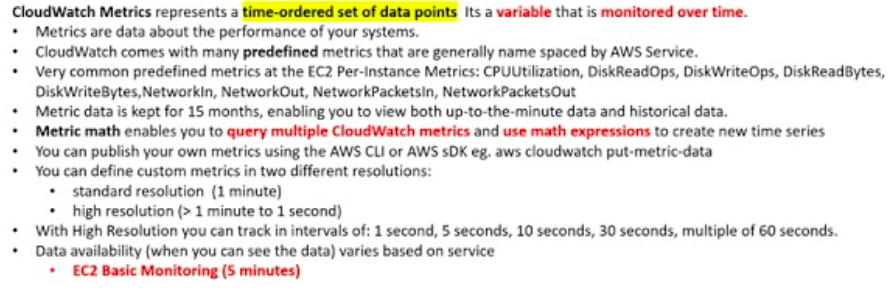 CloudWatch Metrics represents a time-ordered set of data points Its a variable that is monitored over time.
• Metrics are data about the performance of your systems.
• CloudWatch comes with many predefined metrics that are generally name spaced by AWS Service.
• Very common predefined metrics at the EC2 Per-Instance Metrics: CPUUtilization, DiskReadOps, DiskWriteOps, DiskReadBytes,
DiskWriteBytes,NetworkIn, NetworkOut, NetworkPacketsIn, NetworkPacketsOut
• Metric data is kept for 15 months, enabling you to view both up-to-the-minute data and historical data.
• Metric math enables you to query multiple CloudWatch metrics and use math expressions to create new time series
• You can publish your own metrics using the AWS CLI or AWS sDK eg. aws cloudwatch put-metric-data
• You can define custom metrics in two different resolutions:
• standard resolution (1 minute)
• high resolution (> 1 minute to 1 second)
• With High Resolution you can track in intervals of: 1 second, 5 seconds, 10 seconds, 30 seconds, multiple of 60 seconds.
• Data availability (when you can see the data) varies based on service
• EC2 Basic Monitoring (5 minutes)